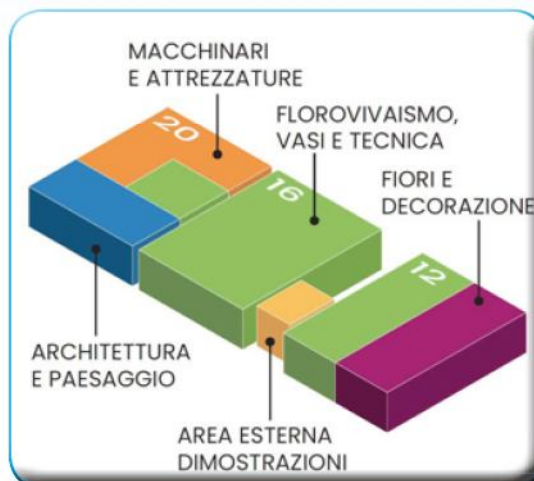 MACCHINARI
E ATTREZZATURE
20
FLOROVIVAISMO,
VASI E TECNICA
16
FIORI E
DECORAZIONE
12
ARCHITETTURA
E PAESAGGIO
AREA ESTERNA
DIMOSTRAZIONI